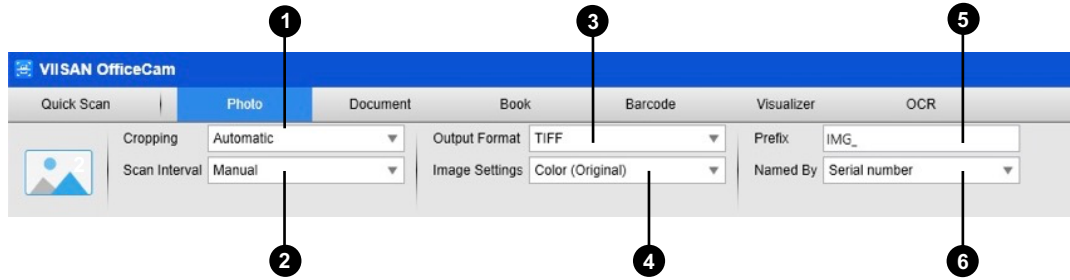 1 3 5
VIISAN OfficeCam
Quick Scan Photo Document Book Barcode Visualizer OCR
Cropping Automatic Output Format TIFF Prefix IMG_
2
Scan Interval Manual Image Settings Color (Original) Named By Serial number
2 4 6